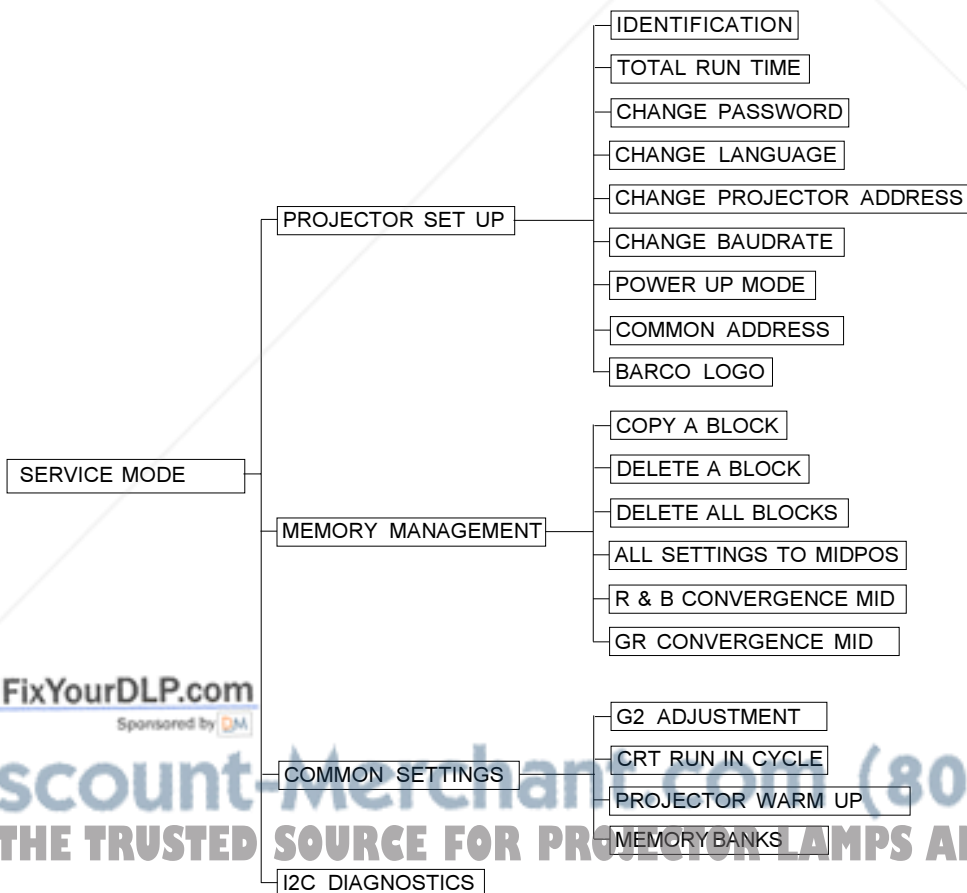 IDENTIFICATION
TOTAL RUN TIME
CHANGE PASSWORD
CHANGE LANGUAGE
CHANGE PROJECTOR ADDRESS
PROJECTOR SET UP
CHANGE BAUDRATE
POWER UP MODE
COMMON ADDRESS
BARCO LOGO
COPY A BLOCK
SERVICE MODE
DELETE A BLOCK
DELETE ALL BLOCKS
MEMORY MANAGEMENT
ALL SETTINGS TO MIDPOS
R & B CONVERGENCE MID
GR CONVERGENCE MID
FixYourDLP.com
Sponsored by DM
G2 ADJUSTMENT
CRT RUN IN CYCLE
COMMON SETTINGS
scount-Merchant.com (80
PROJECTOR WARM UP
THE TRUSTED SOURCE FOR PROJECTOR LAMPS A
MEMORY BANKS
I2C DIAGNOSTICS